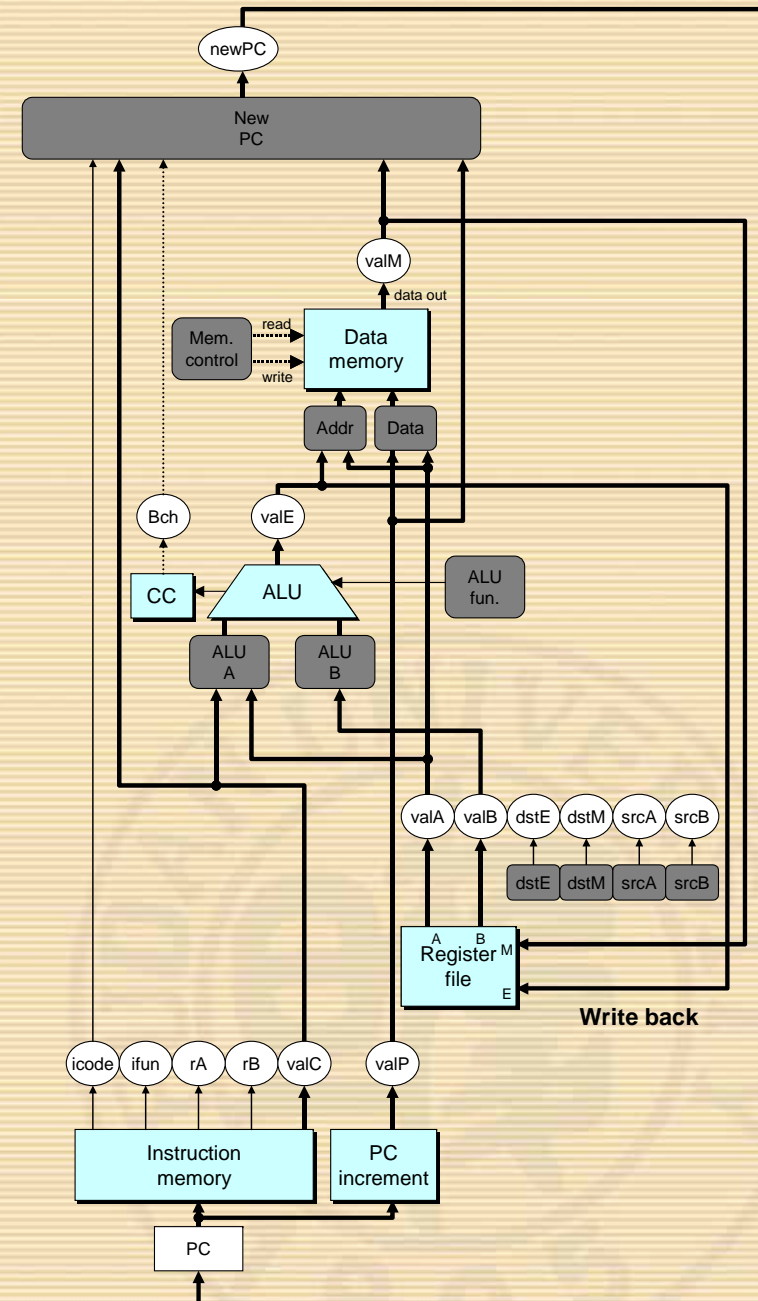 newPC
New
PC
valM
data out
read
Mem.
control
write
Data
memory
Addr
Data
Bch
valE
CC
ALU
ALU
fun.
ALU
A
ALU
B
valA
valB
dstE
dstM
srcA
srcB
dstE
dstM
srcA
srcB
A
B
M
Register
file
E
Write back
icode
ifun
rA
rB
valC
valP
Instruction
memory
PC
increment
PC